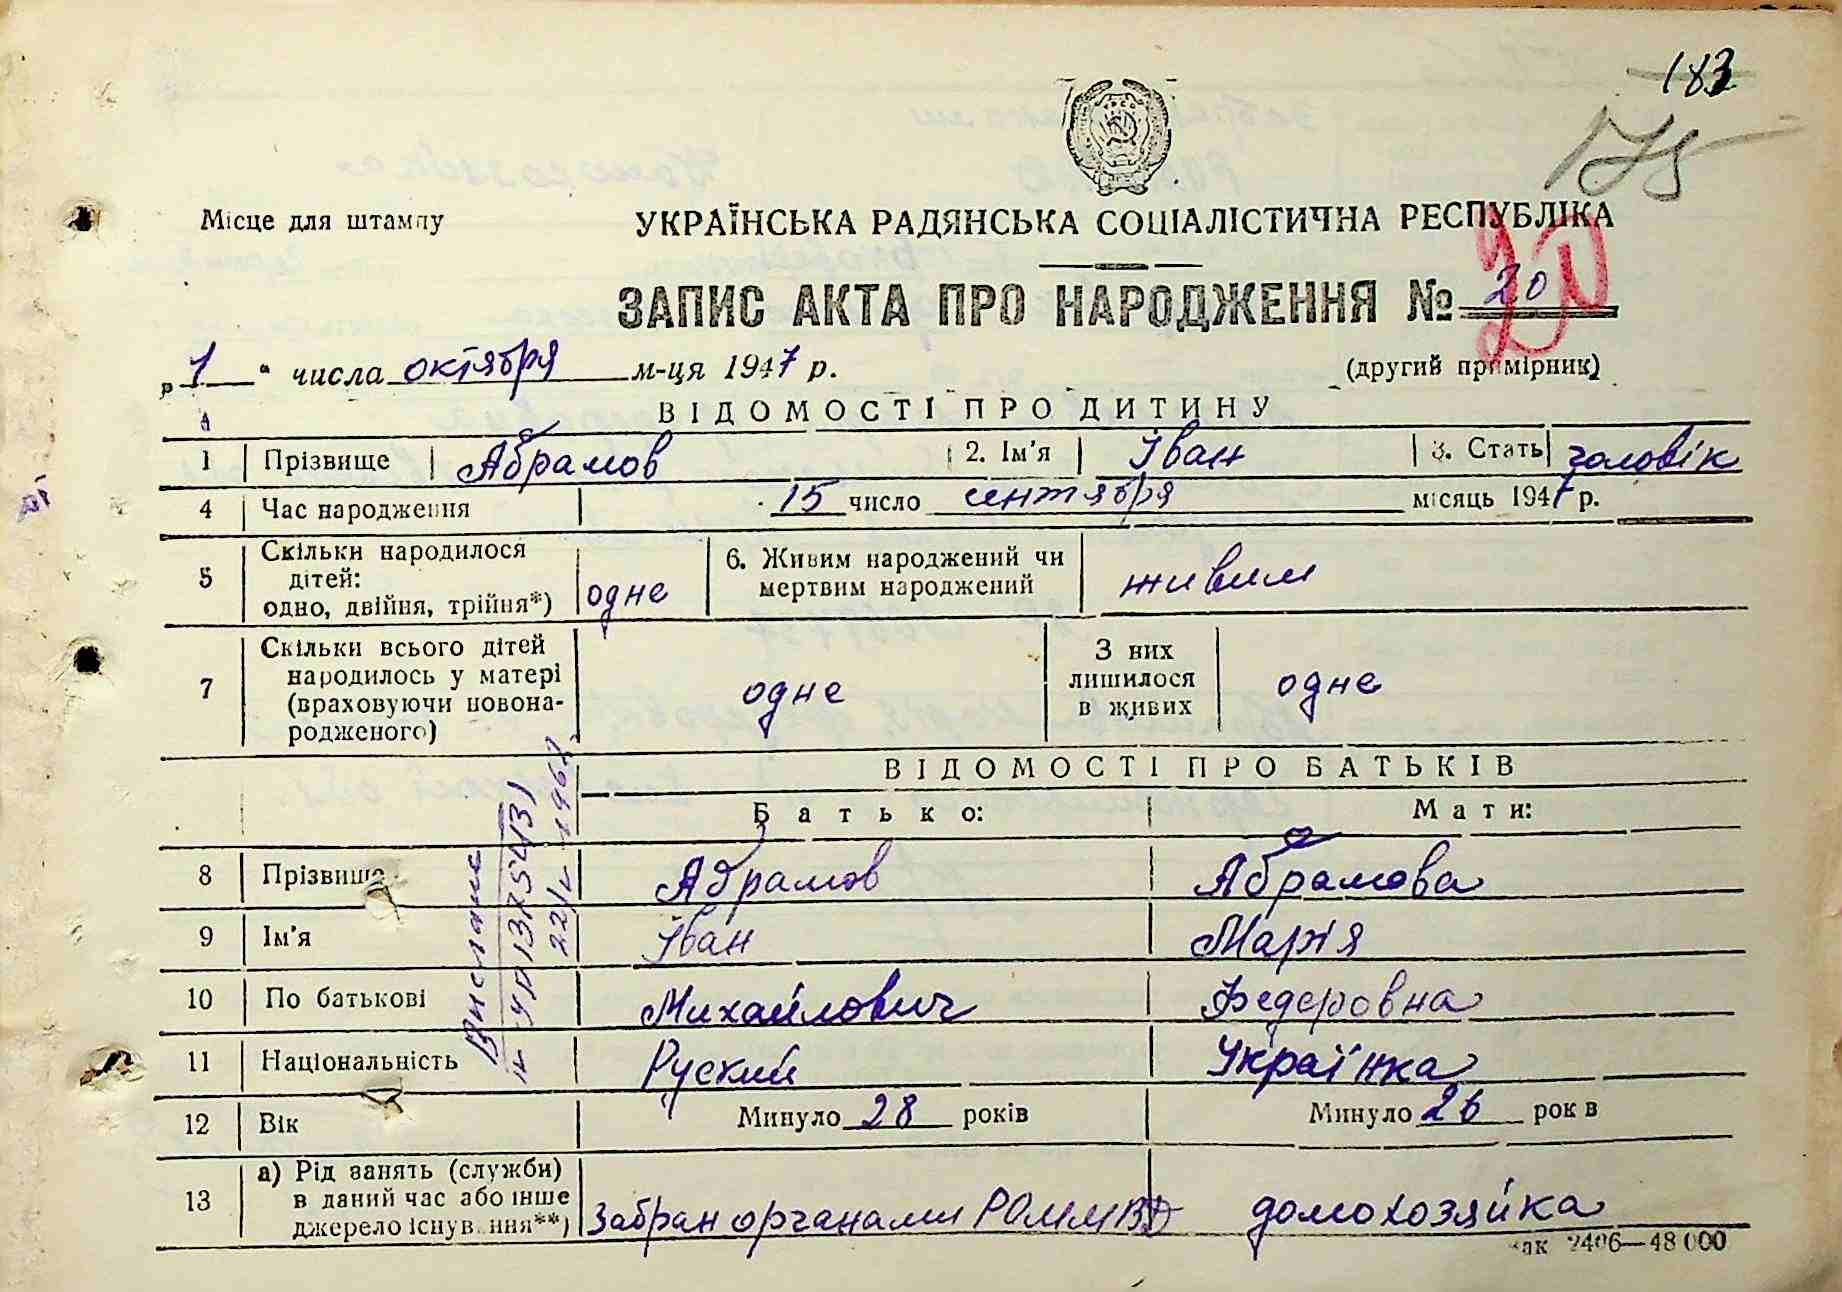 183
175
Місце для штампу
УКРАЇНСЬКА РАДЯНСЬКА СОЦІАЛІСТИЧНА РЕСПУБЛІКА
ЗАПИС АКТА ПРО НАРОДЖЕННЯ № 20
„ 1 “ числа октября м-ця 1947 р. (другий примірник)
ВІДОМОСТІ ПРО ДИТИНУ
1 Прізвище Абрамов 2. Ім'я Іван 3. Стать чоловік
4 Час народження 15 число сентября місяць 1947 р.
5 Скільки народилося дітей: одно, двійня, трійня*) одне 6. Живим народжений чи мертвим народжений живим
7 Скільки всього дітей народилось у матері (враховуючи новонародженого) одне З них лишилося в живих одне
ВІДОМОСТІ ПРО БАТЬКІВ
Батько: Мати:
8 Прізвище Абрамов Абрамова
9 Ім'я Іван Марія
10 По батькові Михайлович Федеровна
11 Національність Руский Українка
12 Вік Минуло 28 років Минуло 26 рок в
13 а) Рід занять (служби) в даний час або інше джерело існув ння**) Забран органами РОММВД домохозяйка
2406—48 000